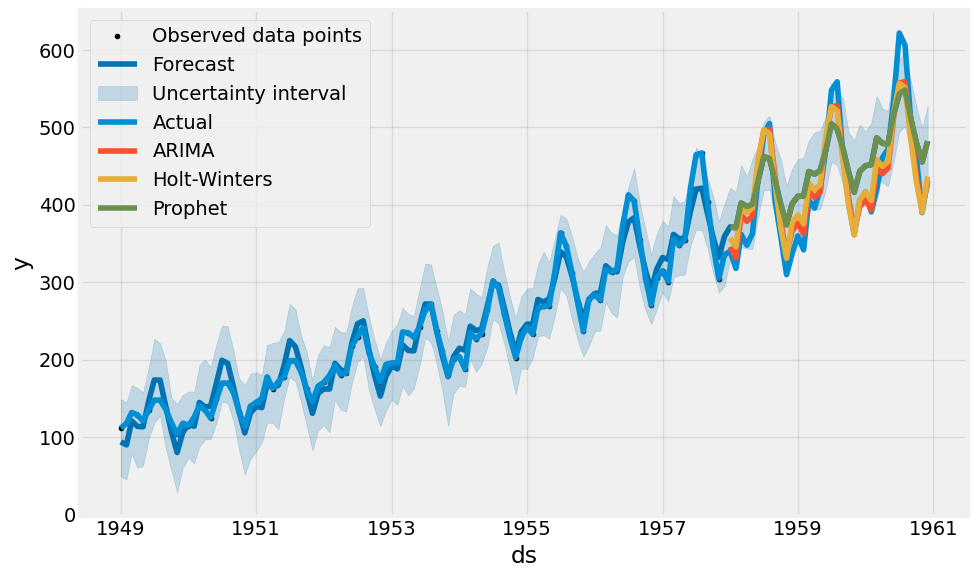 Observed data points
Forecast
Uncertainty interval
Actual
ARIMA
Holt-Winters
Prophet
y
600
500
400
300
200
100
0
1949
1951
1953
1955
1957
1959
1961
ds